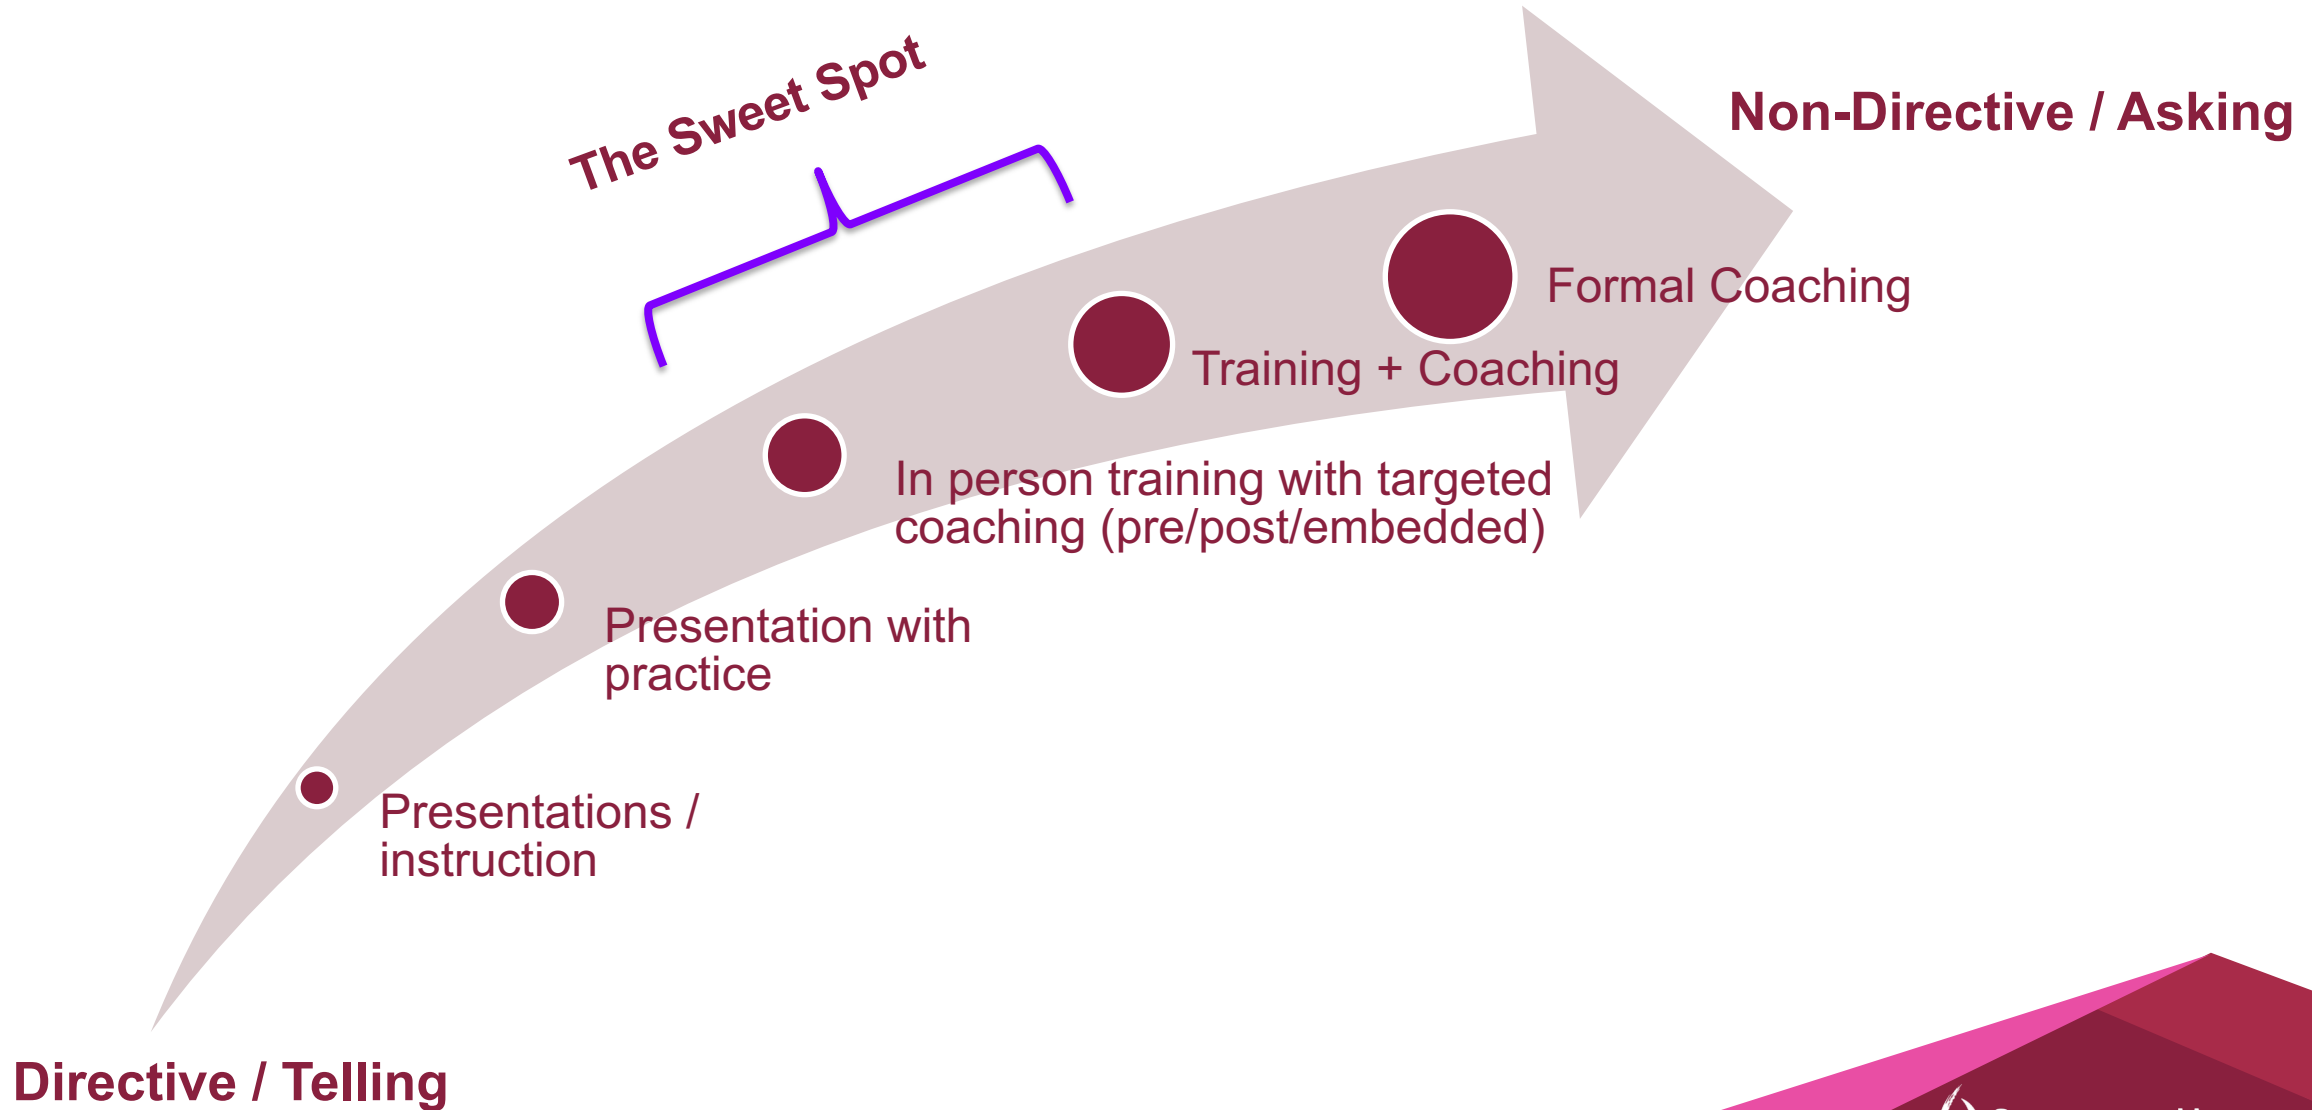 The Sweet Spot
Non-Directive / Asking
Formal Coaching
Training + Coaching
In person training with targeted
coaching (pre/post/embedded)
Presentation with
practice
Presentations /
instruction
Directive / Telling